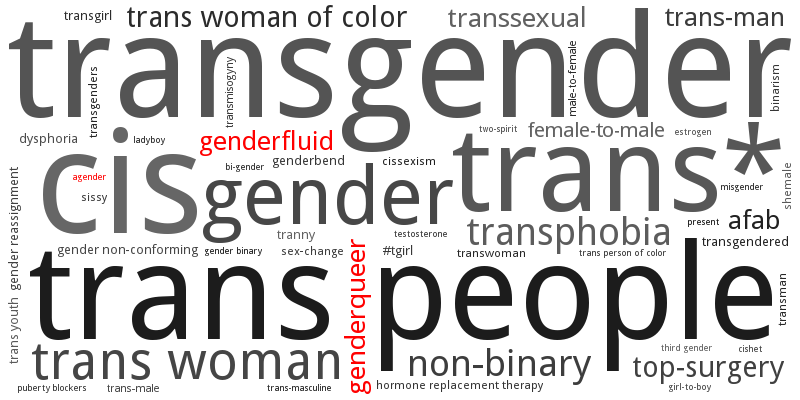 transgirl
trans woman of color
transsexual
trans-man
transgender
transgenders
transmisogyny
male-to-female
binarism
dysphoria
ladyboy
genderfluid
two-spirit
female-to-male
estrogen
cis
trans*
agender
bi-gender
genderbend
cissexism
misgender
shemale
sissy
gender
gender reassignment
tranny
testosterone
transphobia
present
afab
gender non-conforming
gender binary
sex-change
#tgirl
transwoman
trans person of color
transgendered
trans people
genderqueer
transman
trans youth
trans woman
non-binary
third gender
cishet
top-surgery
puberty blockers
trans-male
trans-masculine
hormone replacement therapy
girl-to-boy